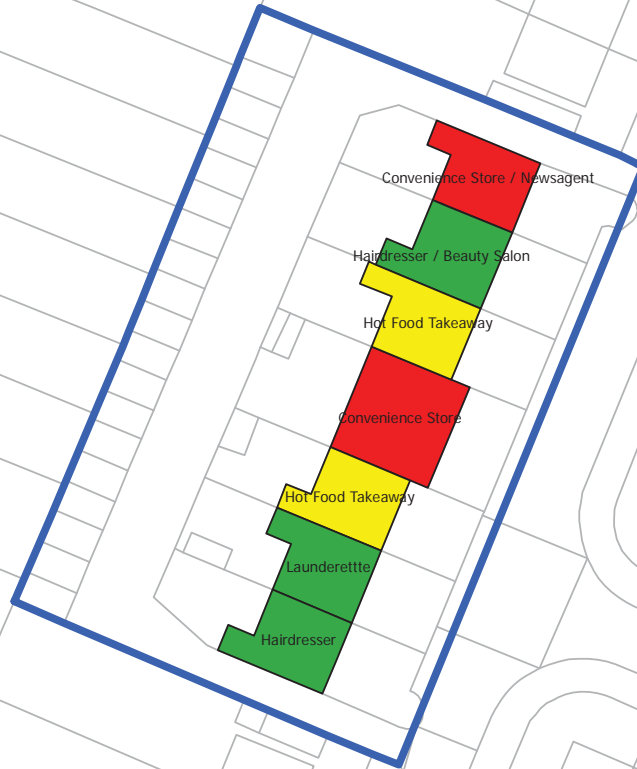 Convenience Store / Newsagent
Hairdresser / Beauty Salon
Hot Food Takeaway
Convenience Store
Hot Food Takeaway
Launderettte
Hairdresser